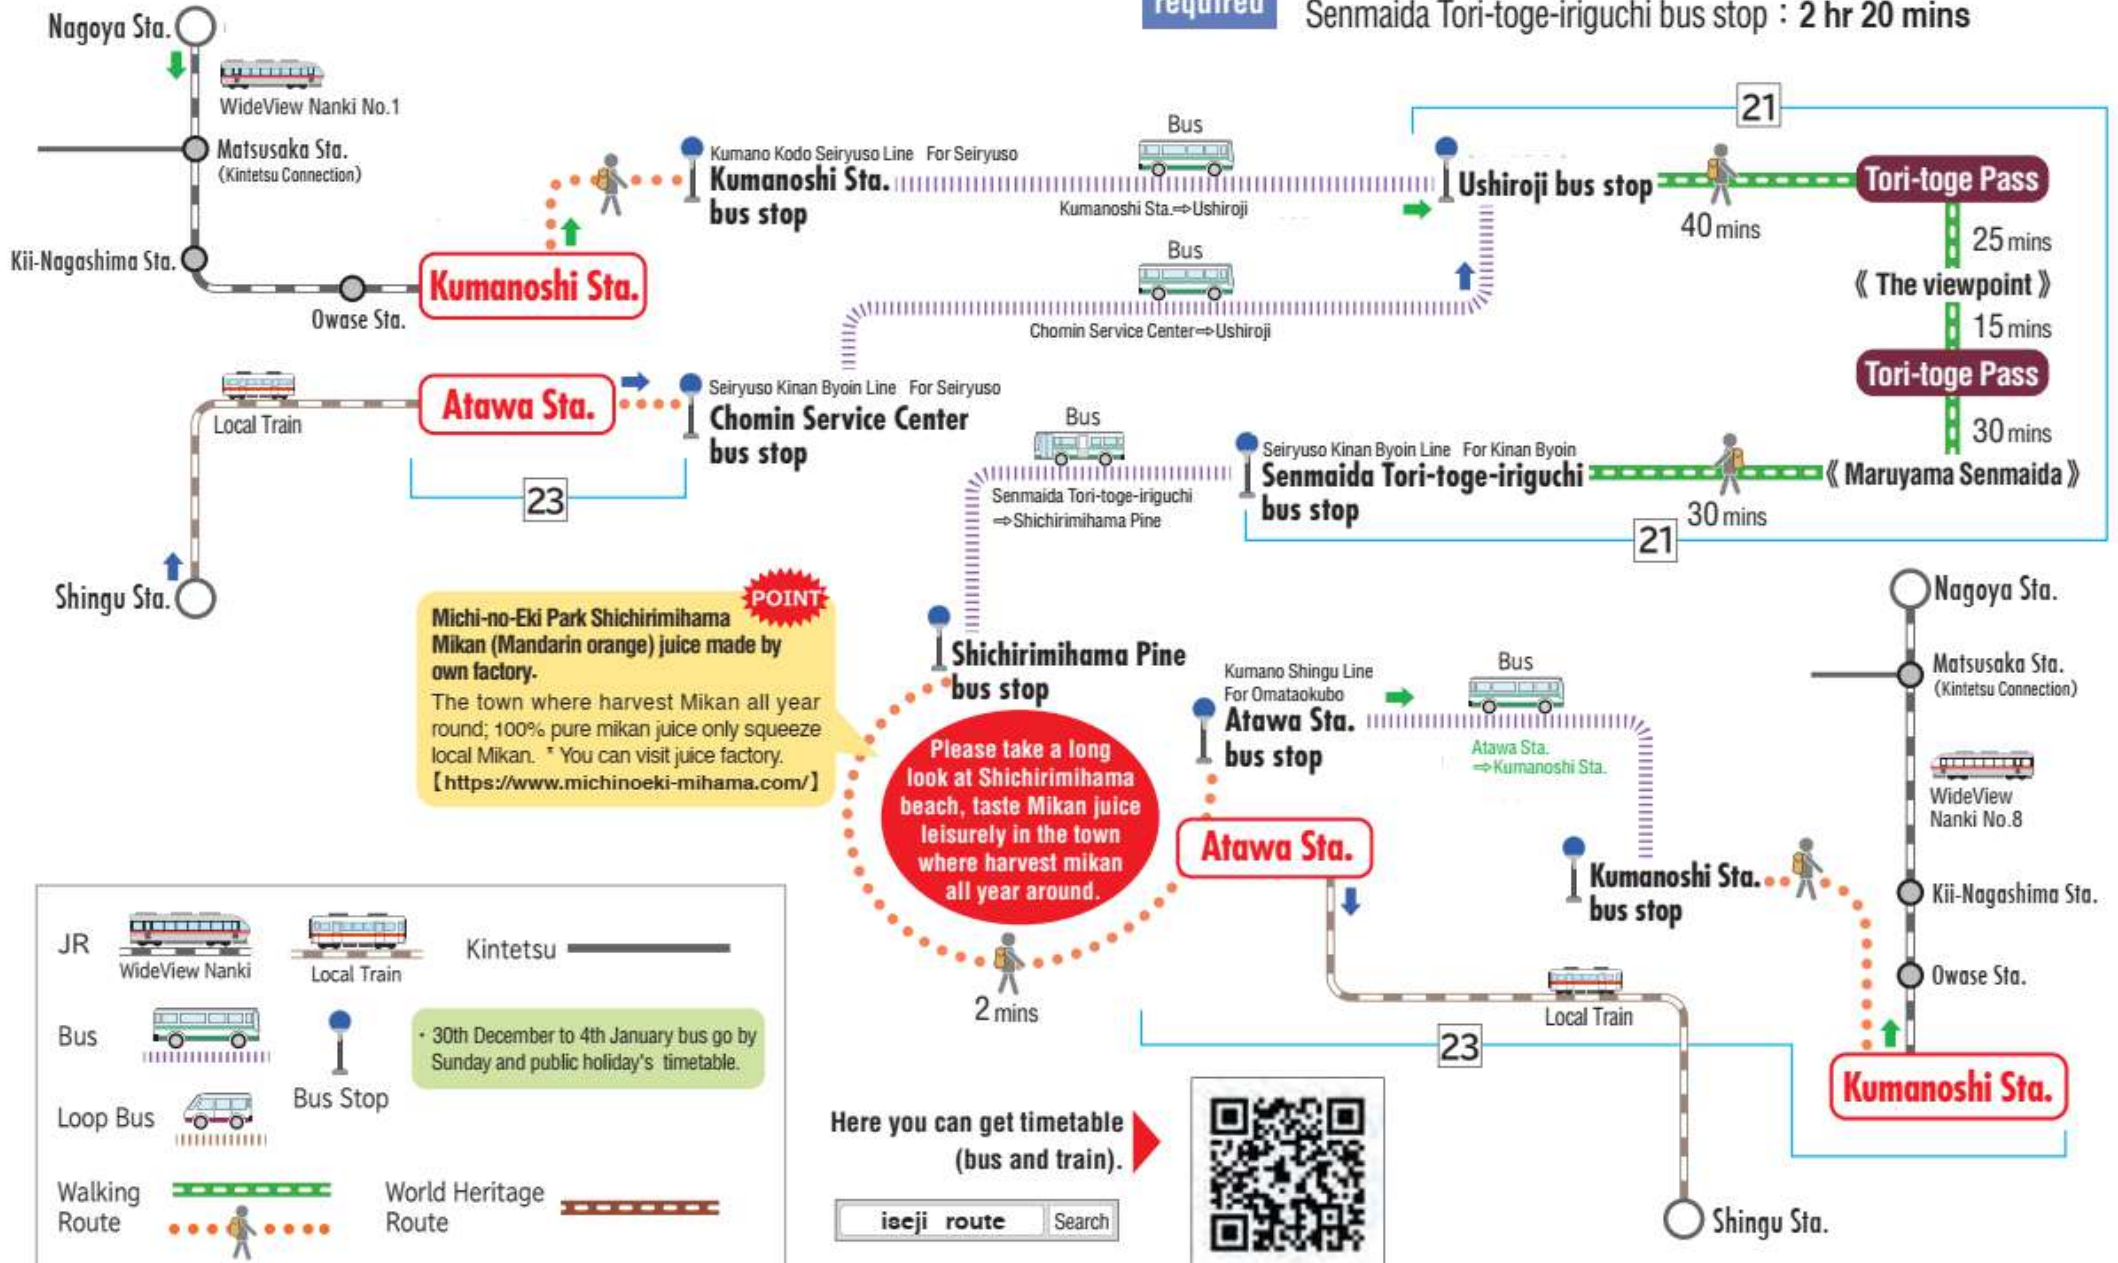 required
Senmaida Tori-toge-iriguchi bus stop：2 hr 20 mins
Nagoya Sta.
WideView Nanki No.1
Matsusaka Sta.
(Kintetsu Connection)
Kii-Nagashima Sta.
Owase Sta.
Kumanoshi Sta.
Kumano Kodo Seiryuso Line For Seiryuso
Kumanoshi Sta.
bus stop
Bus
Kumanoshi Sta.⇨Ushiroji
21
Ushiroji bus stop
40 mins
Tori-toge Pass
25 mins
《 The viewpoint 》
15 mins
Tori-toge Pass
30 mins
《 Maruyama Senmaida 》
Bus
Chomin Service Center⇨Ushiroji
Local Train
Atawa Sta.
Seiryuso Kinan Byoin Line For Seiryuso
Chomin Service Center
bus stop
23
Shingu Sta.
Bus
Senmaida Tori-toge-iriguchi
⇨Shichirimihama Pine
Seiryuso Kinan Byoin Line For Kinan Byoin
Senmaida Tori-toge-iriguchi
bus stop
30 mins
21
POINT
Michi-no-Eki Park Shichirimihama
Mikan (Mandarin orange) juice made by
own factory.
The town where harvest Mikan all year
round; 100% pure mikan juice only squeeze
local Mikan. * You can visit juice factory.
【https://www.michinoeki-mihama.com/】
Shichirimihama Pine
bus stop
Please take a long
look at Shichirimihama
beach, taste Mikan juice
leisurely in the town
where harvest mikan
all year around.
2 mins
Kumano Shingu Line
For Omataokubo
Atawa Sta.
bus stop
Bus
Atawa Sta.
⇨Kumanoshi Sta.
Atawa Sta.
Kumanoshi Sta.
bus stop
Local Train
23
Shingu Sta.
Nagoya Sta.
Matsusaka Sta.
(Kintetsu Connection)
WideView
Nanki No.8
Kii-Nagashima Sta.
Owase Sta.
Kumanoshi Sta.
JR
WideView Nanki
Local Train
Kintetsu
Bus
Bus Stop
・30th December to 4th January bus go by
Sunday and public holiday's timetable.
Loop Bus
Walking
Route
World Heritage
Route
Here you can get timetable
(bus and train).
iseji route
Search